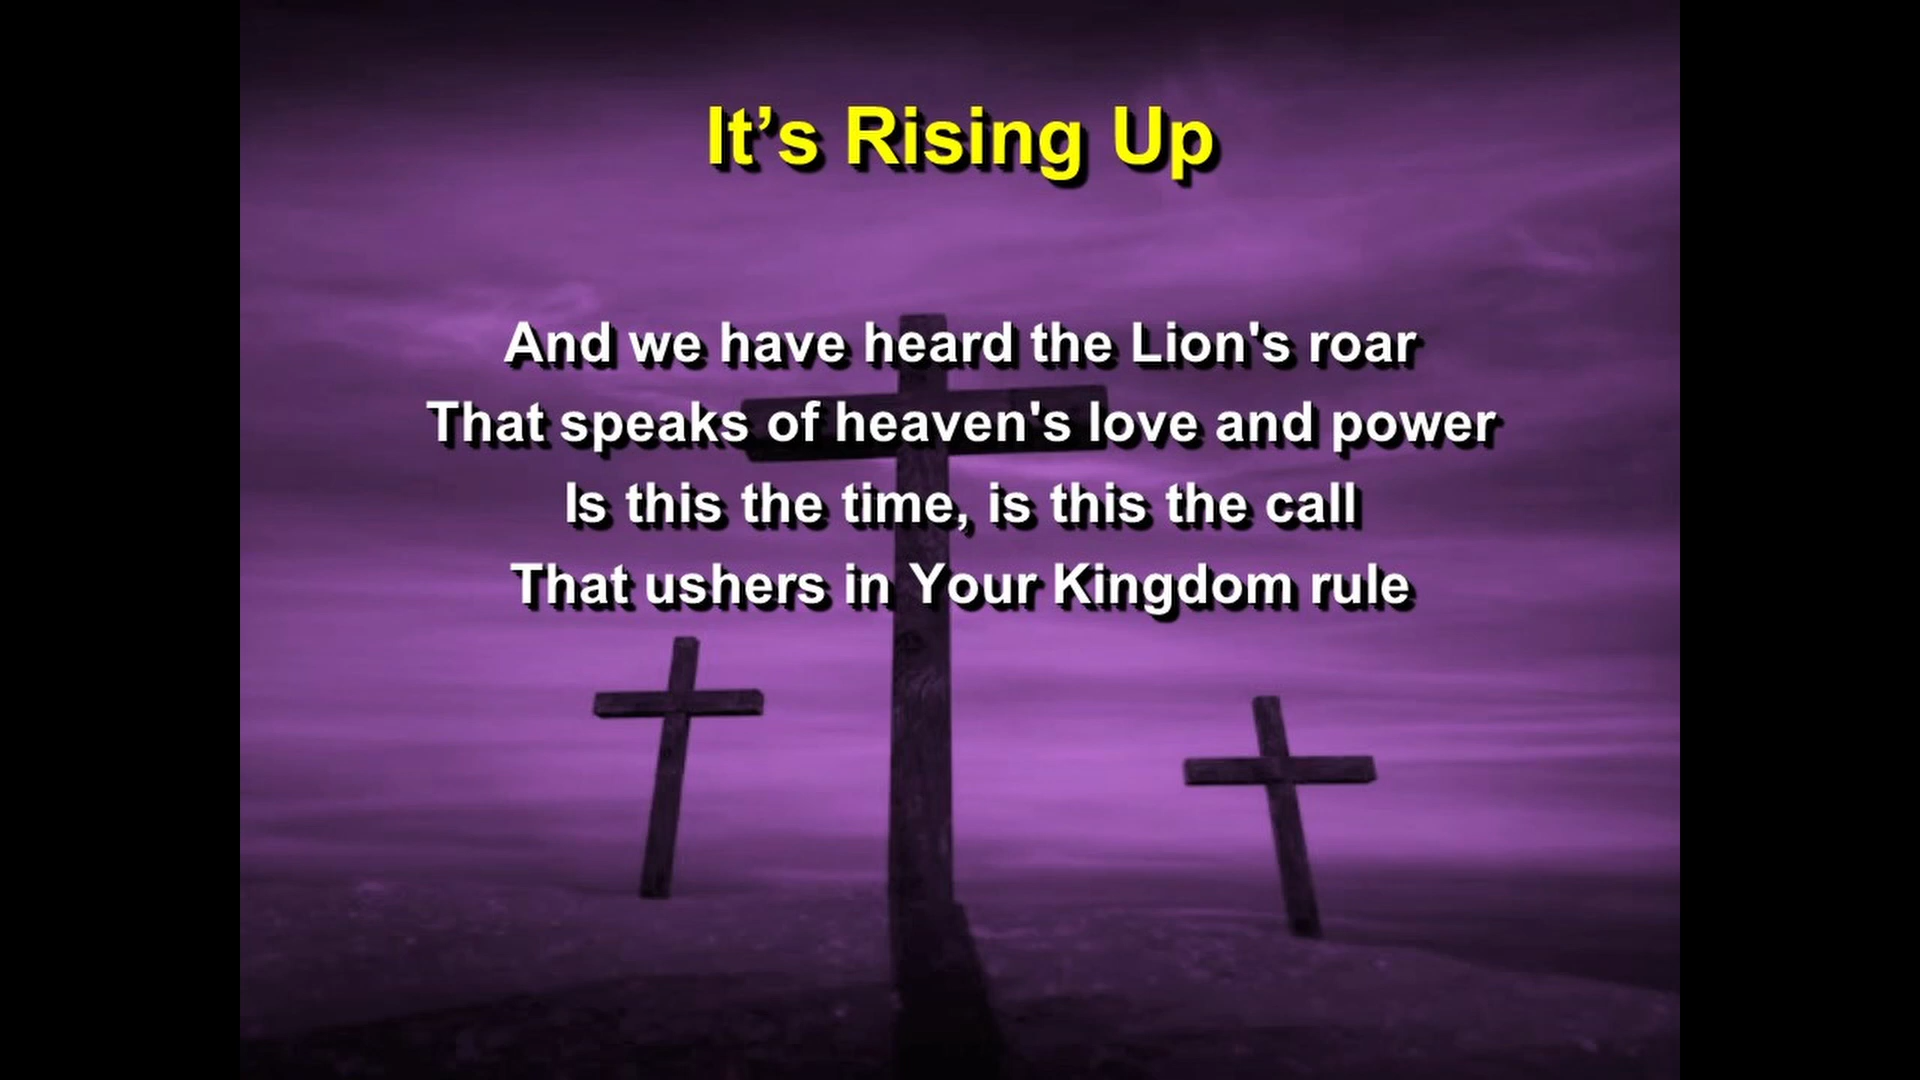 It’s Rising Up
And we have heard the Lion's roar
That speaks of heaven's love and power
Is this the time, is this the call
That ushers in Your Kingdom rule